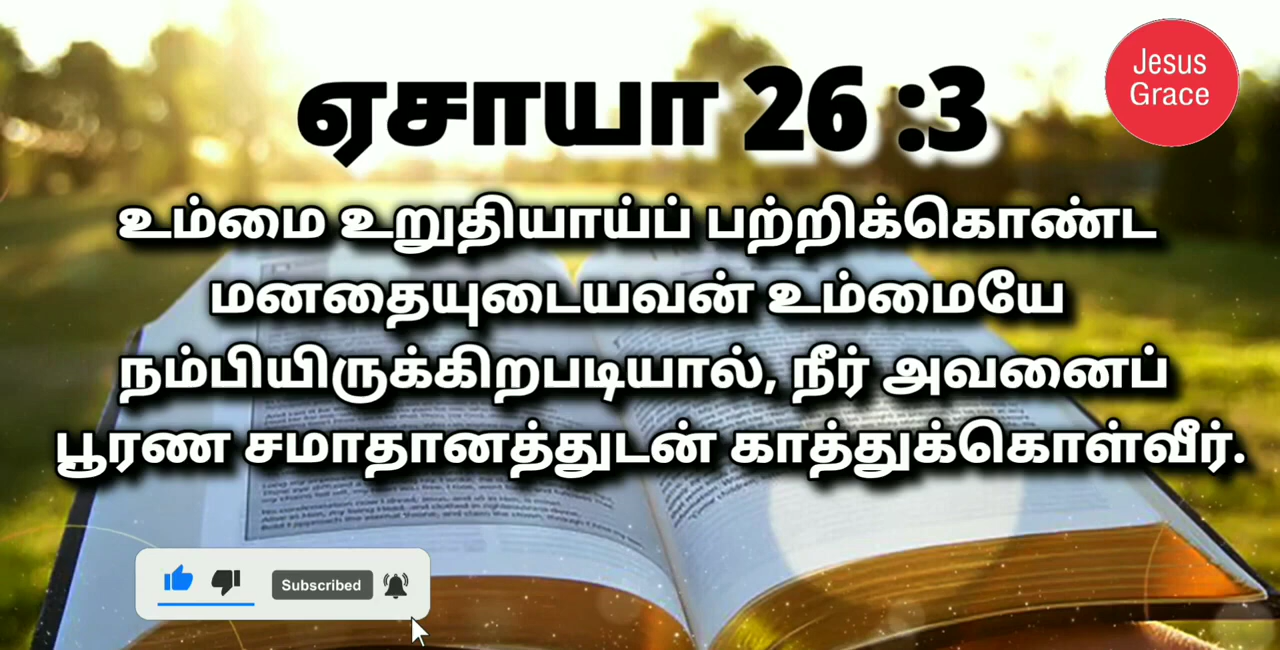 ஏசாயா 26 :3
Jesus
Grace
உம்மை உறுதியாய்ப் பற்றிக்கொண்ட
மனதையுடையவன் உம்மையே
நம்பியிருக்கிறபடியால், நீர் அவனைப்
பூரண சமாதானத்துடன் காத்துக்கொள்வீர்.
Subscribed